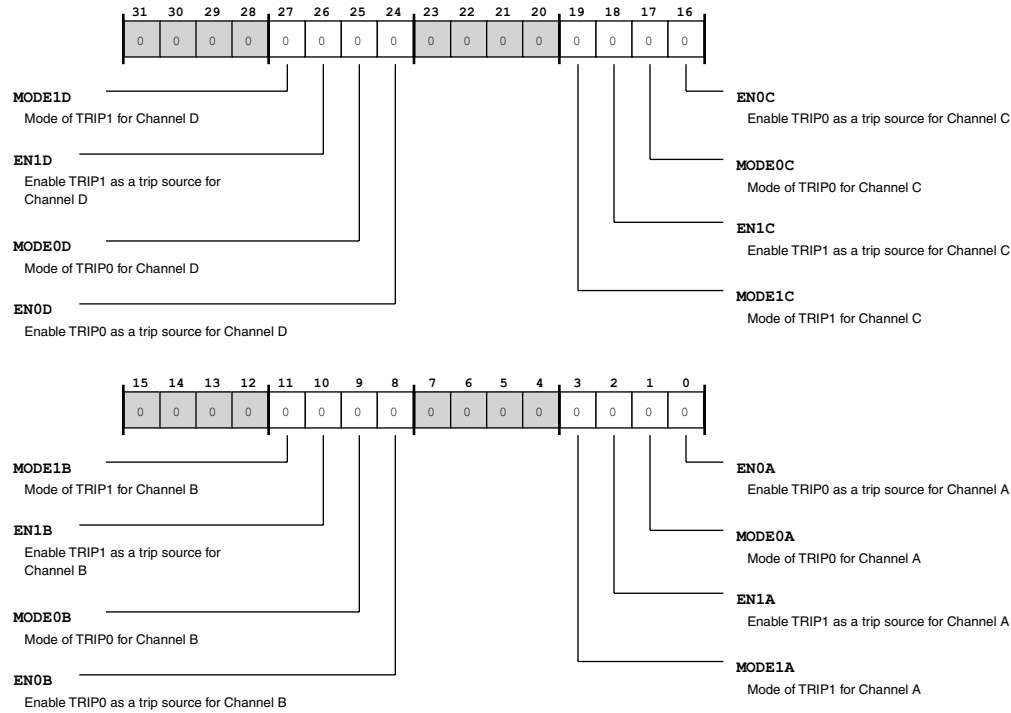 31 30 29 28 27 26 25 24 23 22 21 20 19 18 17 16
0 0 0 0 0 0 0 0 0 0 0 0 0 0 0 0
MODE1D
Mode of TRIP1 for Channel D
EN1D
Enable TRIP1 as a trip source for
Channel D
MODE0D
Mode of TRIP0 for Channel D
EN0D
Enable TRIP0 as a trip source for Channel D
EN0C
Enable TRIP0 as a trip source for Channel C
MODE0C
Mode of TRIP0 for Channel C
EN1C
Enable TRIP1 as a trip source for Channel C
MODE1C
Mode of TRIP1 for Channel C
15 14 13 12 11 10 9 8 7 6 5 4 3 2 1 0
0 0 0 0 0 0 0 0 0 0 0 0 0 0 0 0
MODE1B
Mode of TRIP1 for Channel B
EN1B
Enable TRIP1 as a trip source for
Channel B
MODE0B
Mode of TRIP0 for Channel B
EN0B
Enable TRIP0 as a trip source for Channel B
EN0A
Enable TRIP0 as a trip source for Channel A
MODE0A
Mode of TRIP0 for Channel A
EN1A
Enable TRIP1 as a trip source for Channel A
MODE1A
Mode of TRIP1 for Channel A